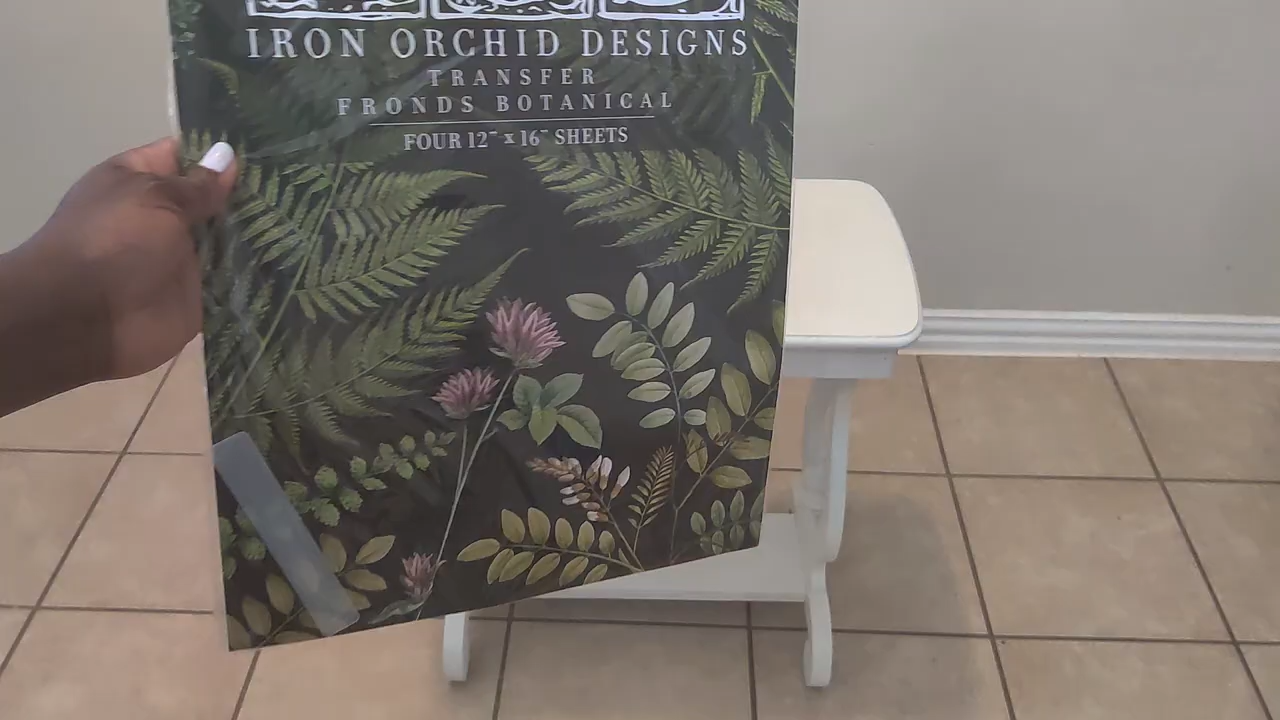 IRON ORCHID DESIGNS
TRANSFER
FRONDS BOTANICAL
FOUR 12" x 16" SHEETS